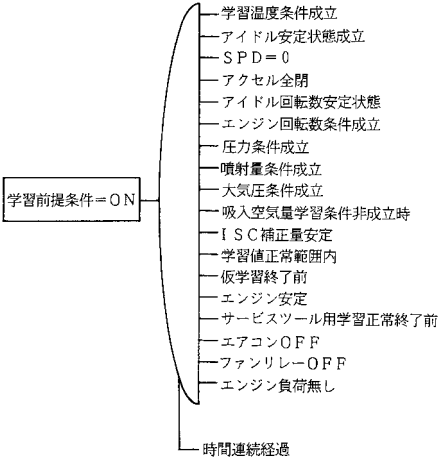 学習温度条件成立
アイドル安定状態成立
ＳＰＤ＝０
アクセル全閉
アイドル回転数安定状態
エンジン回転数条件成立
圧力条件成立
噴射量条件成立
大気圧条件成立
学習前提条件＝ＯＮ
吸入空気量学習条件非成立時
ＩＳＣ補正量安定
学習値正常範囲内
仮学習終了前
エンジン安定
サービスツール用学習正常終了前
エアコンＯＦＦ
ファンリレーＯＦＦ
エンジン負荷無し
時間連続経過